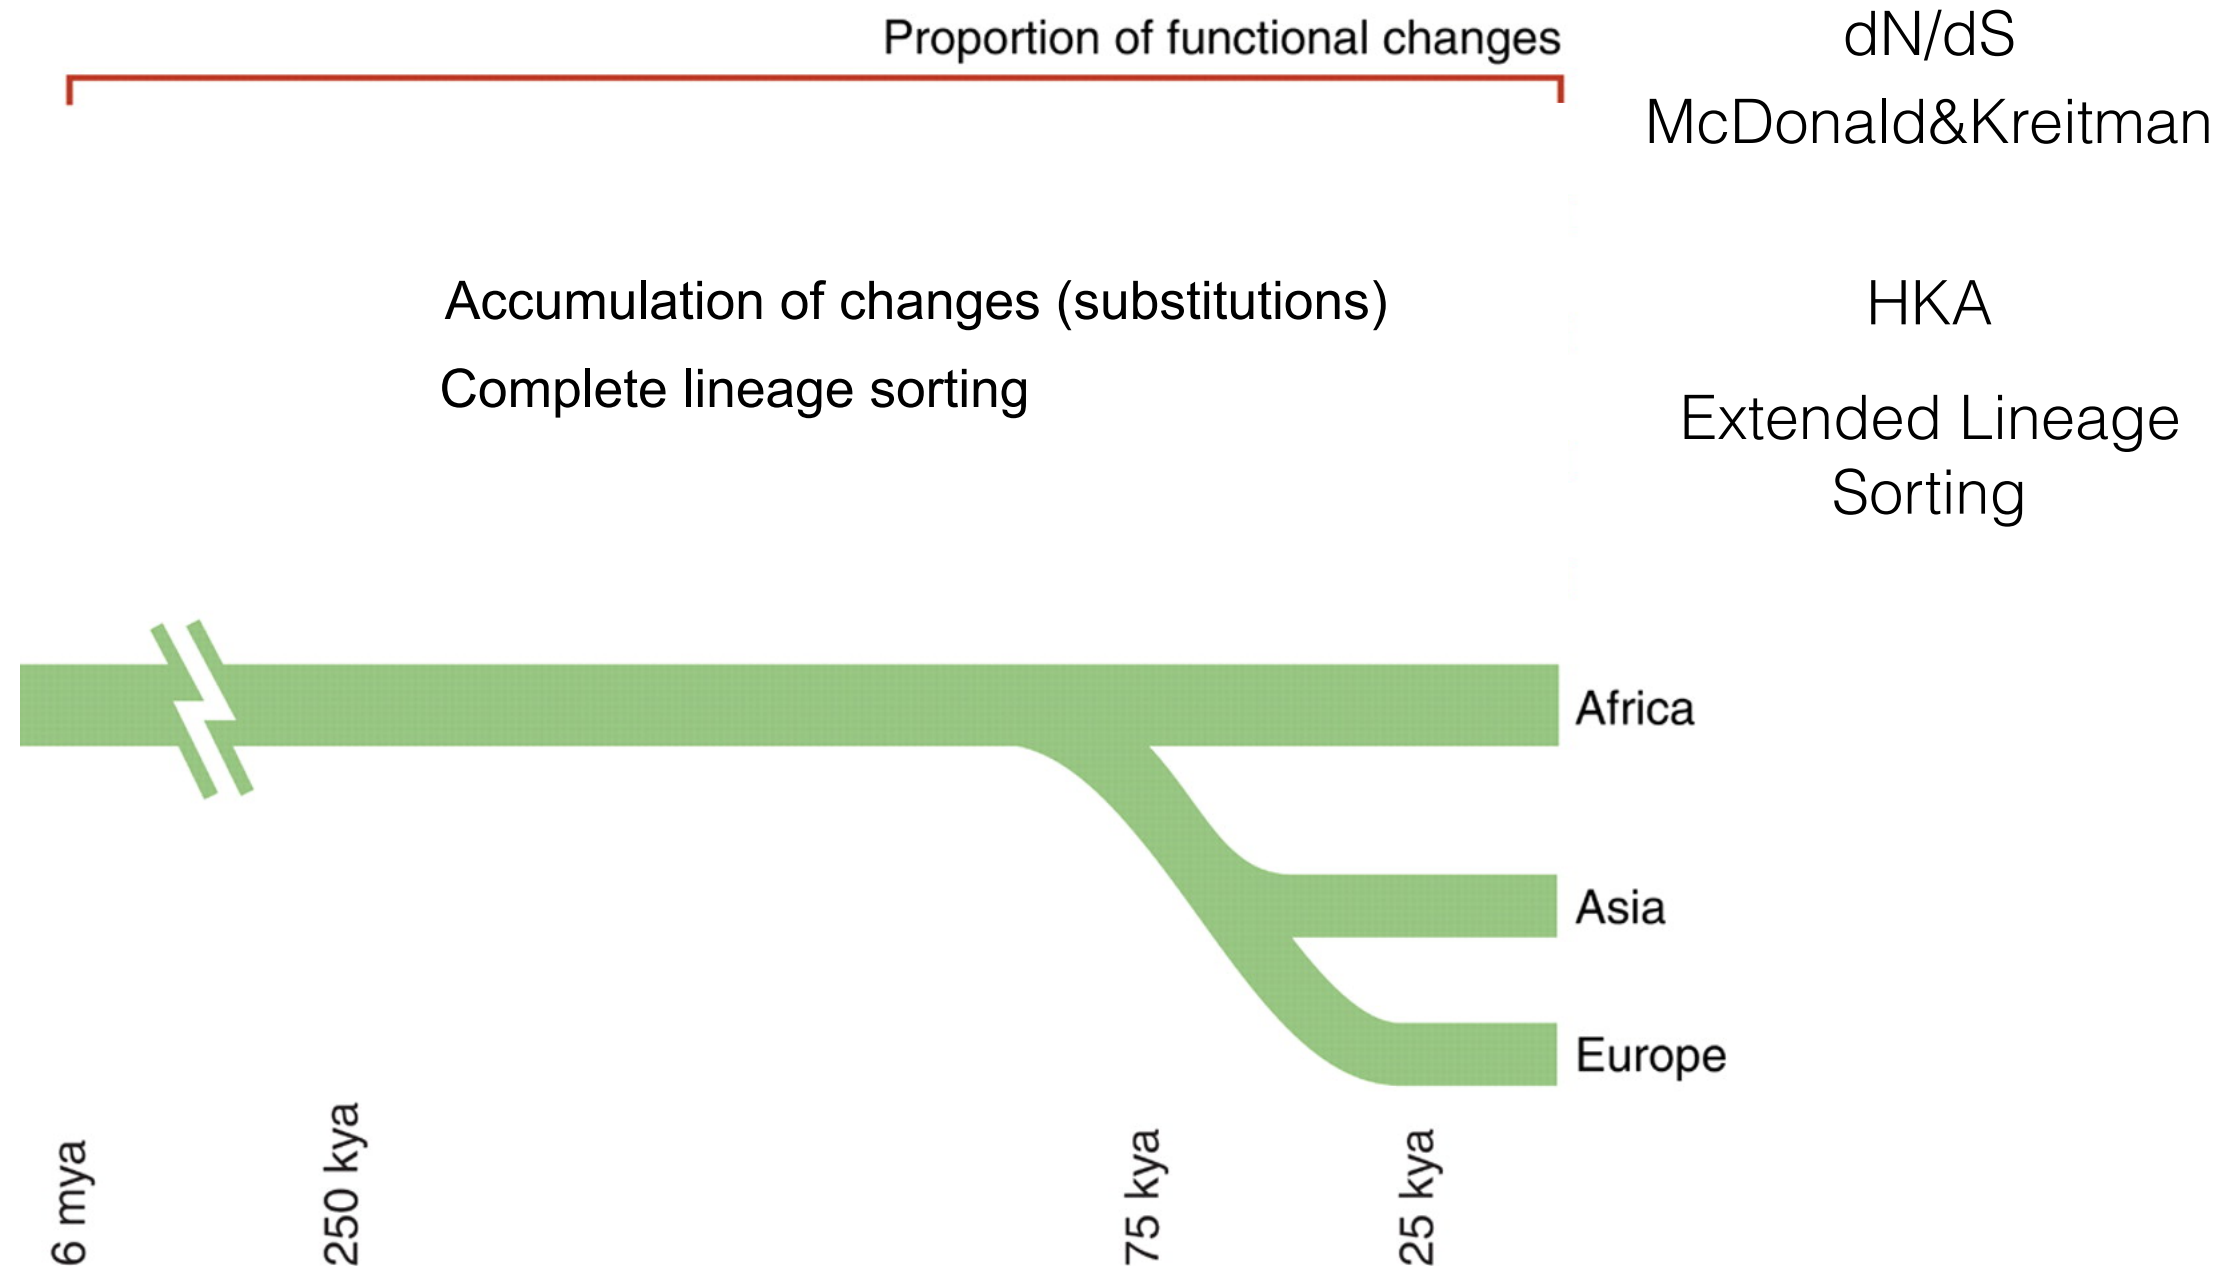 Proportion of functional changes
dN/dS
McDonald&Kreitman
Accumulation of changes (substitutions)
HKA
Complete lineage sorting
Extended Lineage
Sorting
Africa
Asia
Europe
6 mya
250 kya
75 kya
25 kya